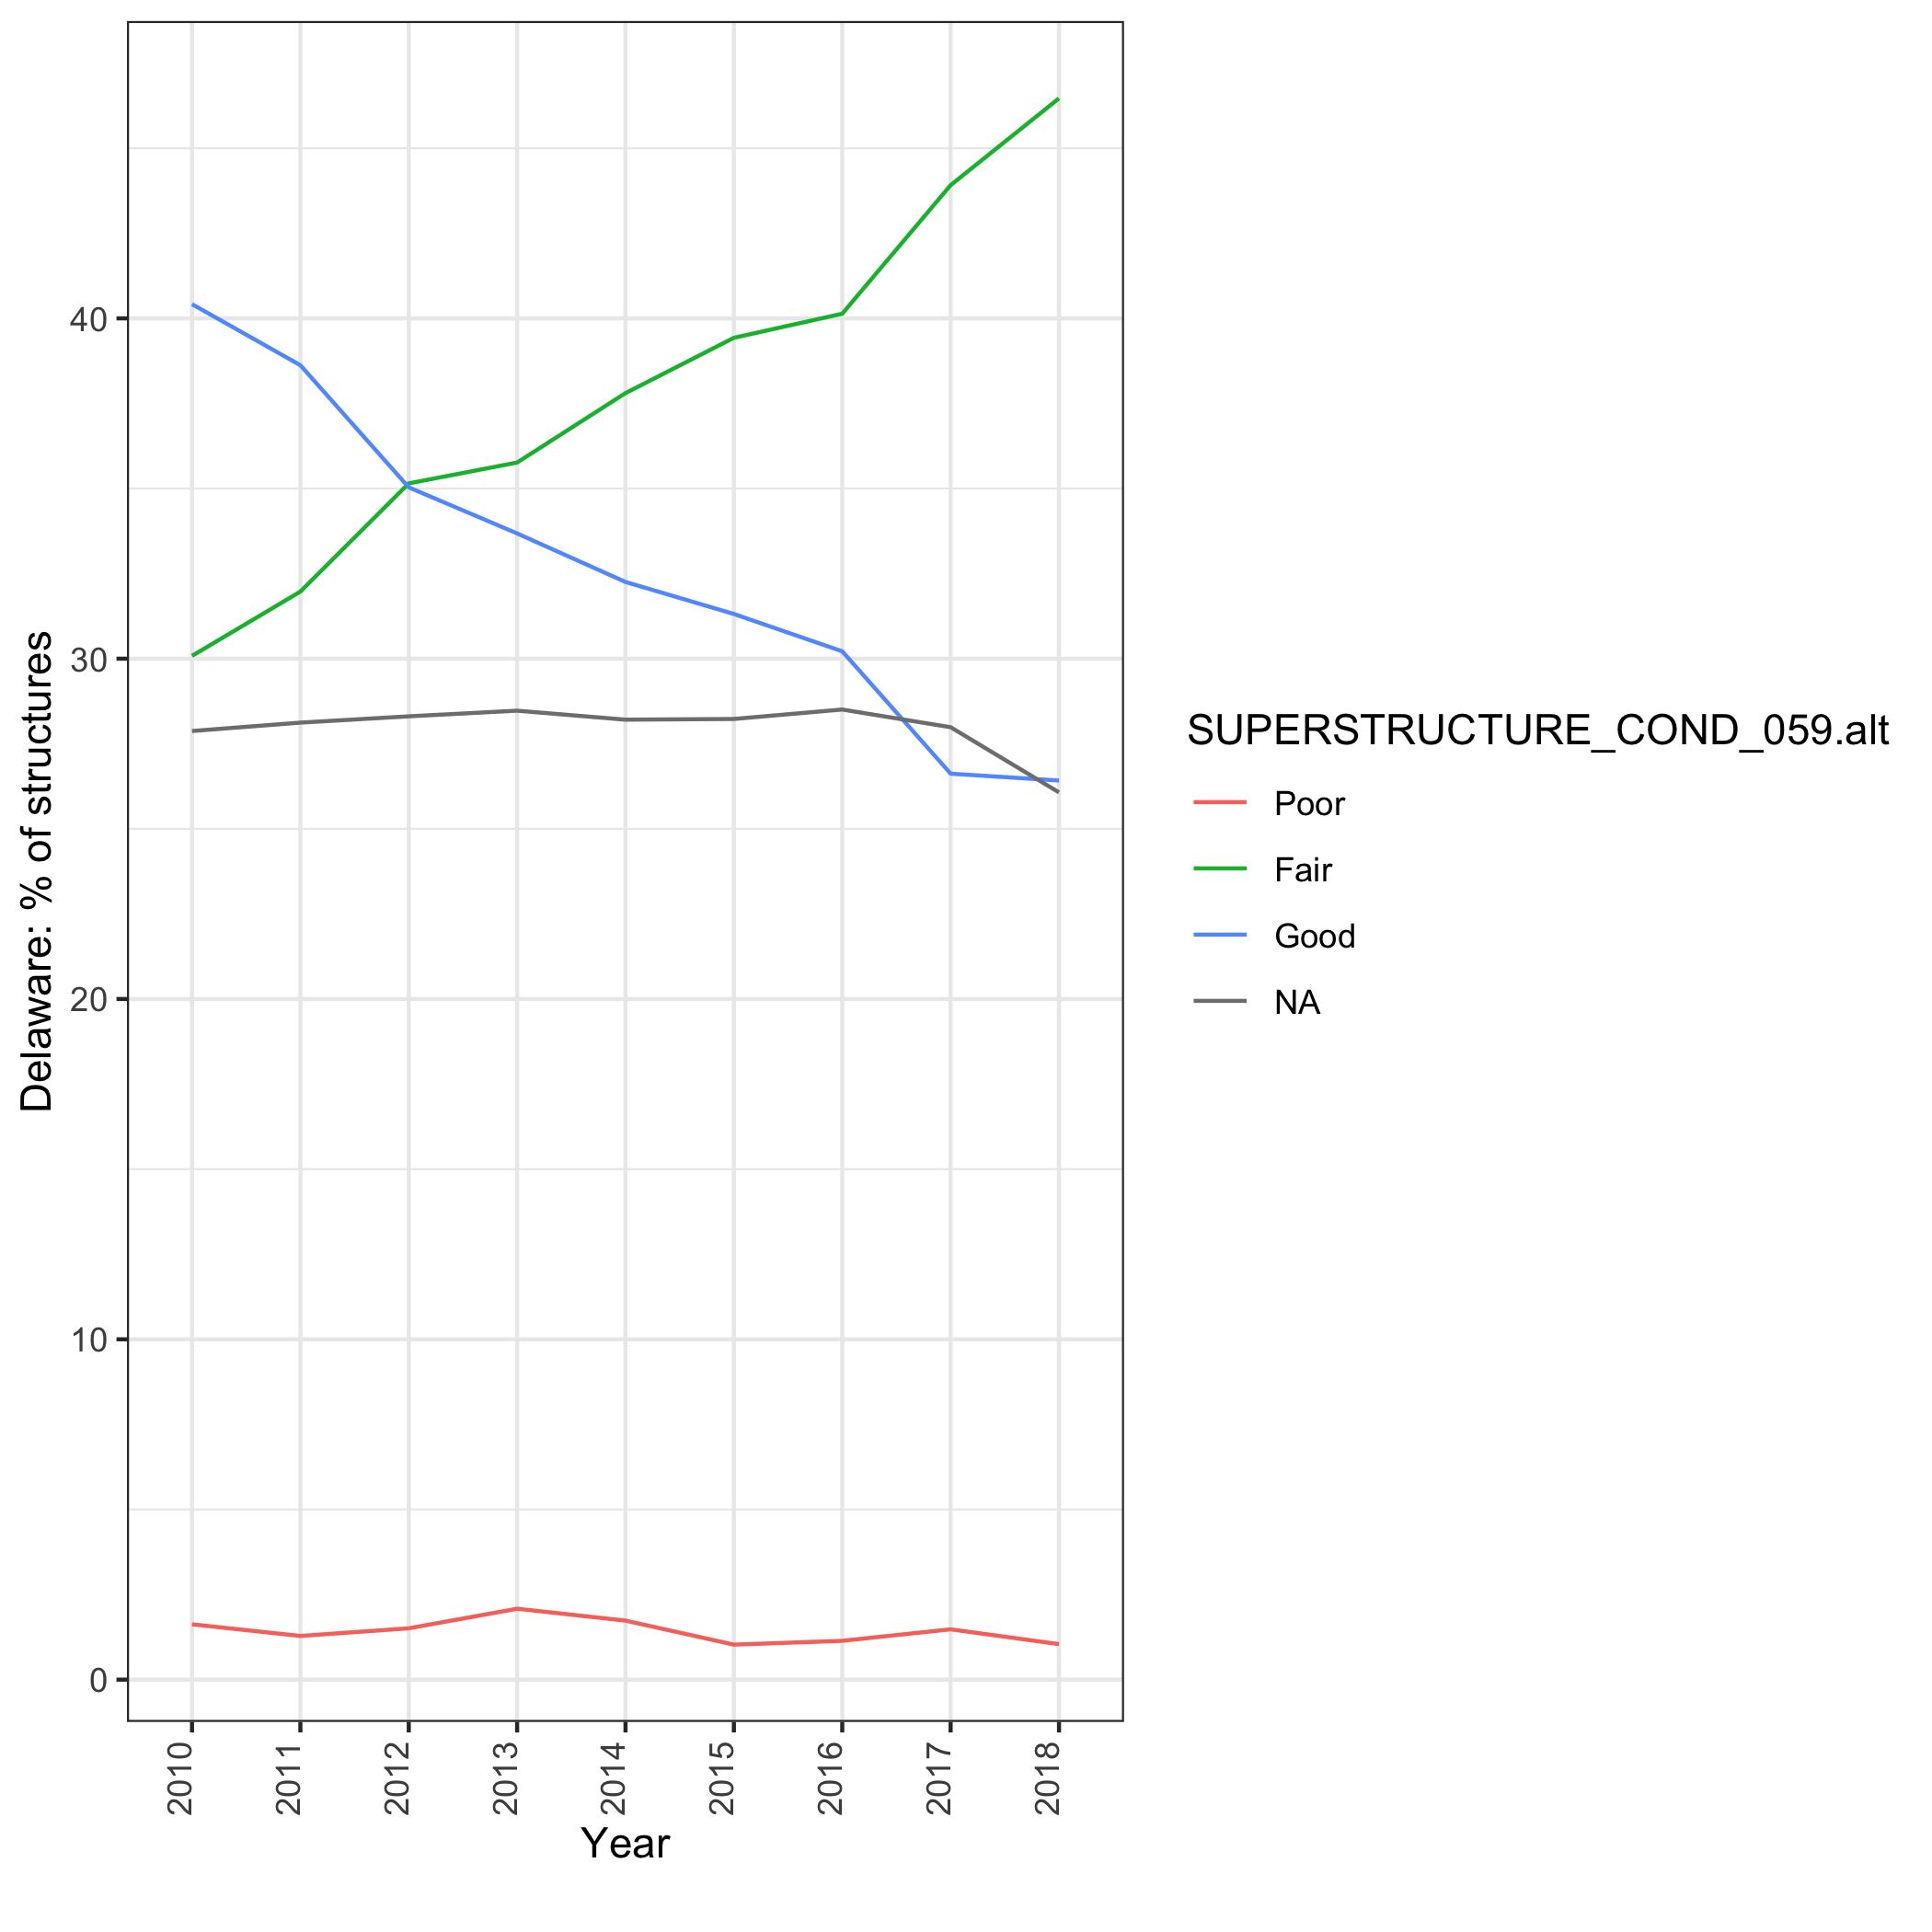 Delaware: % of structures
40
30
20
10
0
2010
2011
2012
2013
2014
2015
2016
2017
2018
Year
SUPERSTRUCTURE_COND_059.alt
Poor
Fair
Good
NA